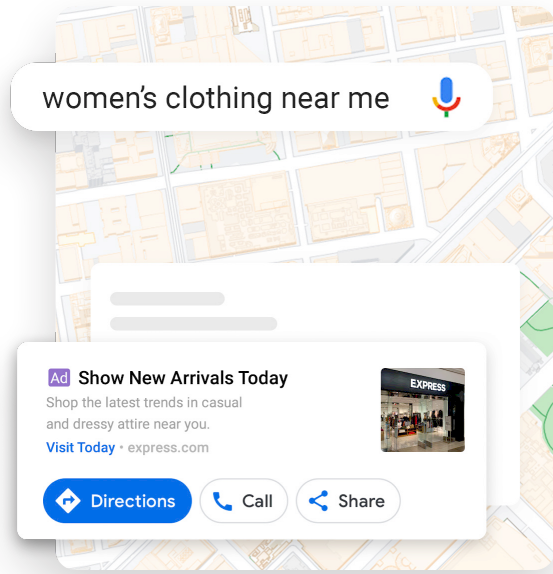 women's clothing near me
Ad Show New Arrivals Today
Shop the latest trends in casual
and dressy attire near you.
Visit Today • express.com
EXPRESS
Directions
Call
Share